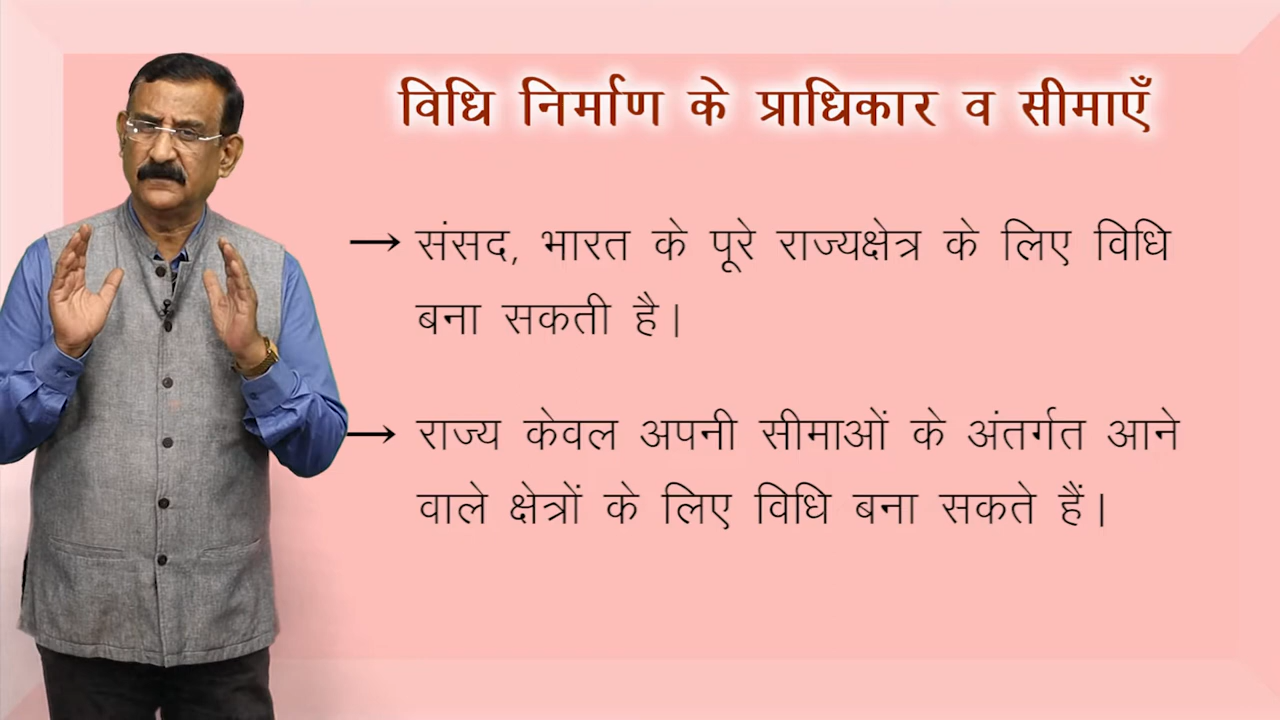 विधि निर्माण के प्राधिकार व सीमाएँ
→ संसद, भारत के पूरे राज्यक्षेत्र के लिए विधि
बना सकती है।
→ राज्य केवल अपनी सीमाओं के अंतर्गत आने
वाले क्षेत्रों के लिए विधि बना सकते हैं।